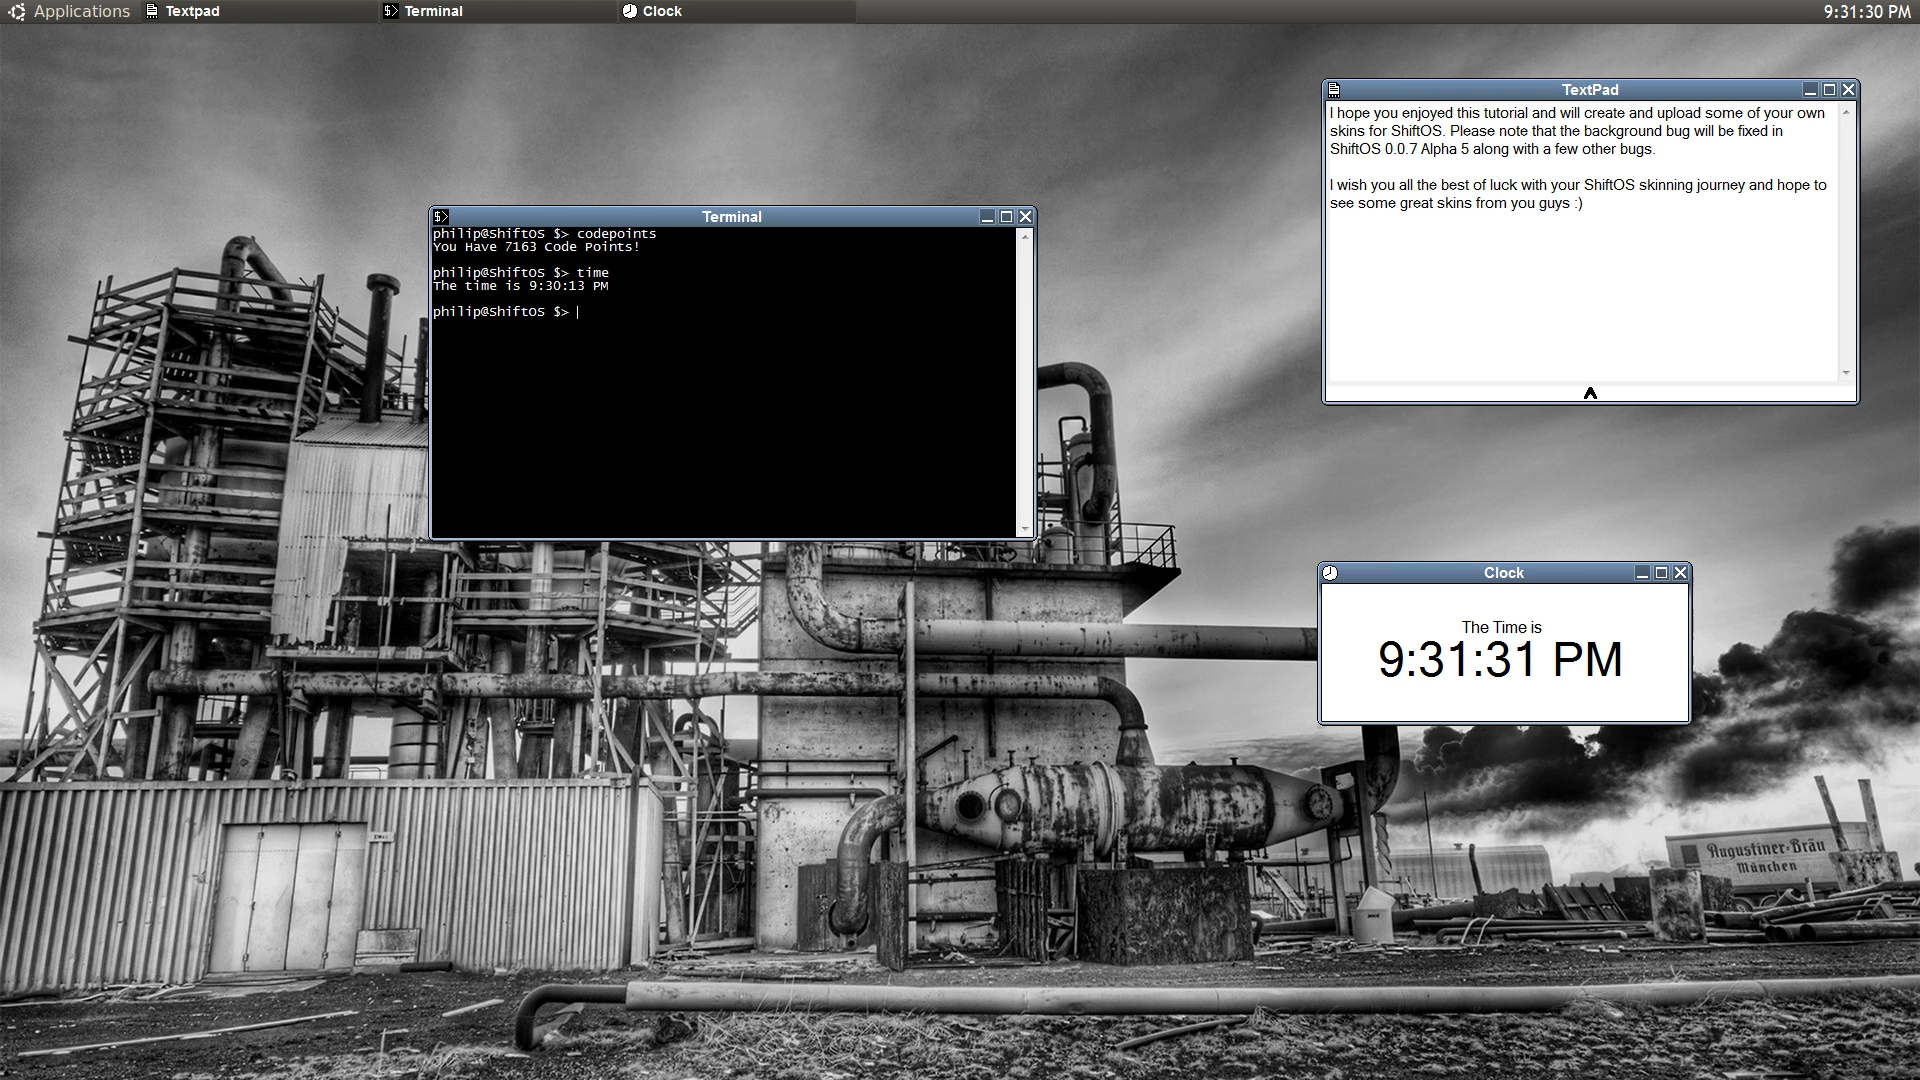 Applications
Textpad
Terminal
Clock
9:31:30 PM
TextPad
I hope you enjoyed this tutorial and will create and upload some of your own
skins for ShiftOS. Please note that the background bug will be fixed in
ShiftOS 0.0.7 Alpha 5 along with a few other bugs.
I wish you all the best of luck with your ShiftOS skinning journey and hope to
see some great skins from you guys :)
$> Terminal
philip@ShiftOS $> codepoints
You Have 7163 Code Points!
philip@ShiftOS $> time
The time is 9:30:13 PM
philip@ShiftOS $>
Clock
The Time is
9:31:31 PM
Augustiner-Bräu
München